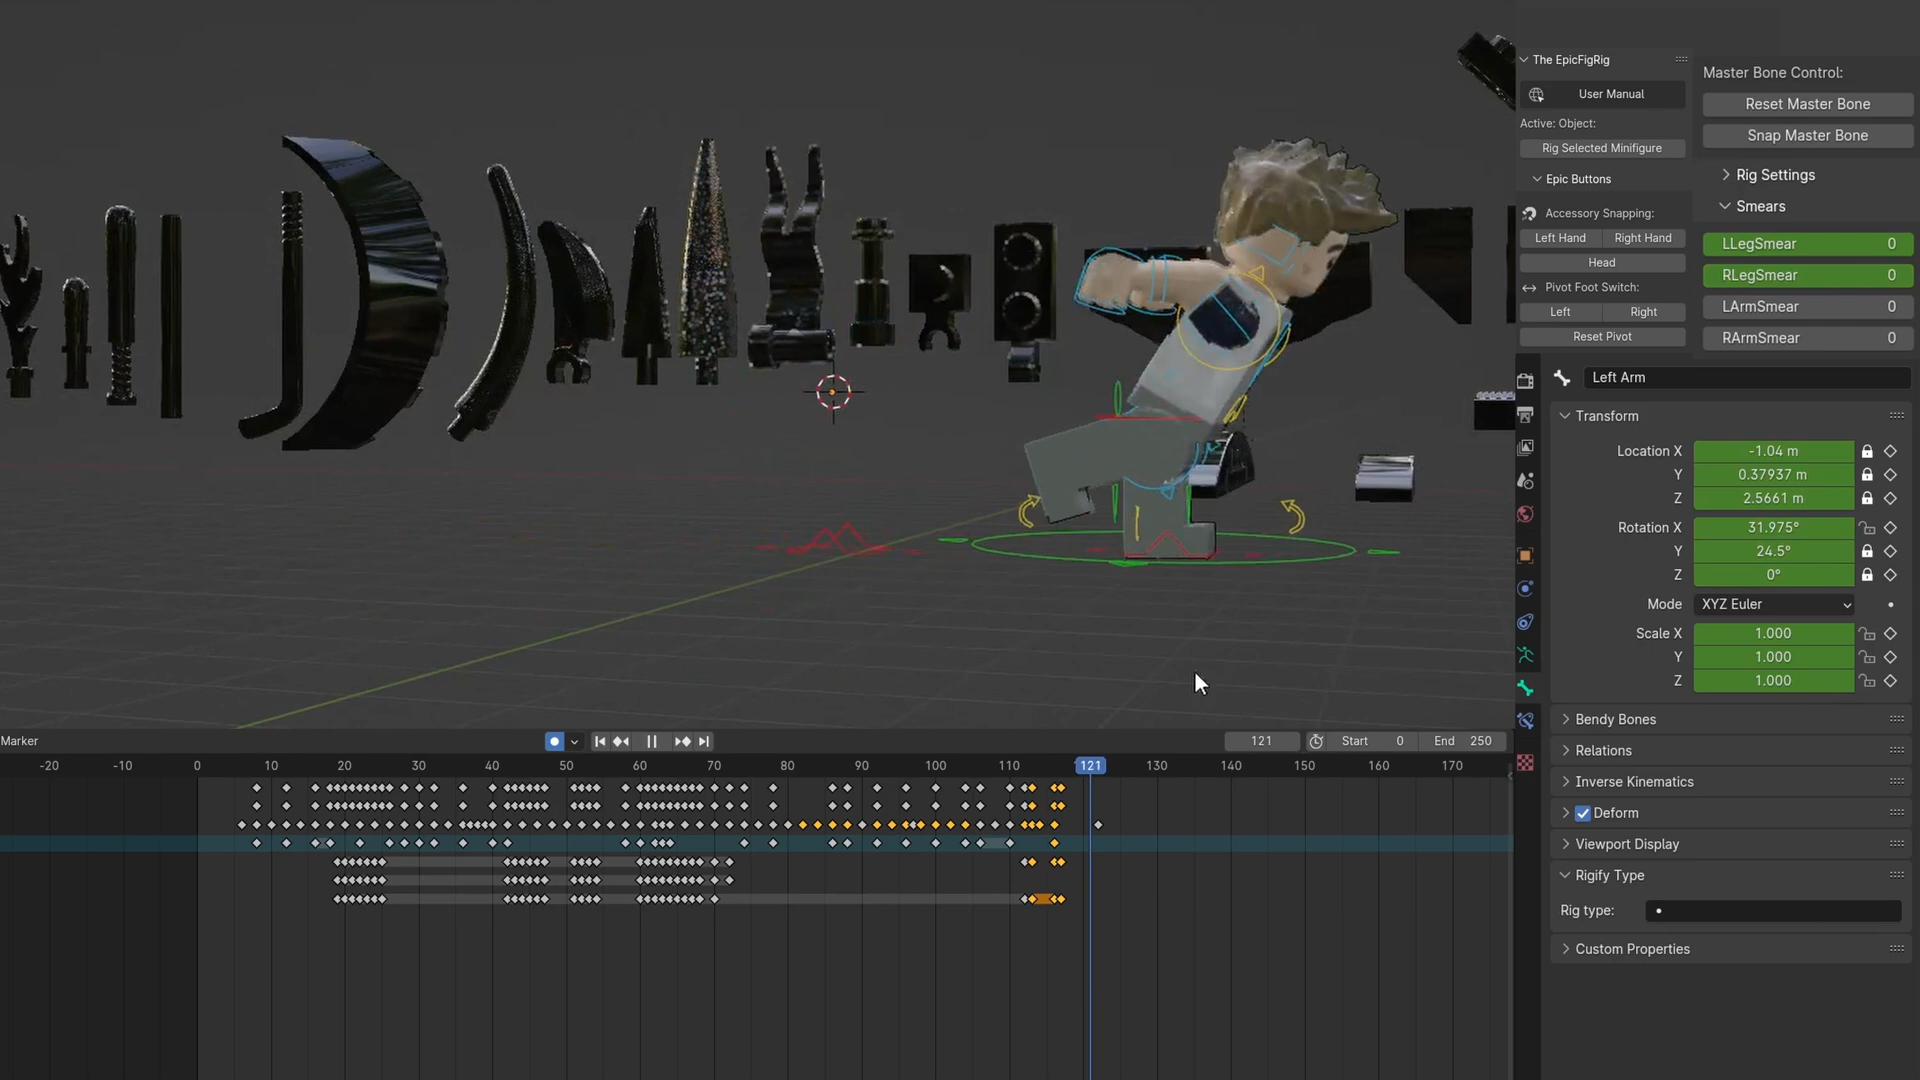 The EpicFigRig
User Manual
Active: Object:
Rig Selected Minifigure
Epic Buttons
Accessory Snapping:
Left Hand Right Hand
Head
Pivot Foot Switch:
Left Right
Reset Pivot
Master Bone Control:
Reset Master Bone
Snap Master Bone
Rig Settings
Smears
LLegSmear 0
RLegSmear 0
LArmSmear 0
RArmSmear 0
Left Arm
Transform
Location X -1.04 m
Y 0.37937 m
Z 2.5661 m
Rotation X 31.975°
Y 24.5°
Z 0°
Mode XYZ Euler
Scale X 1.000
Y 1.000
Z 1.000
Bendy Bones
Relations
Inverse Kinematics
Deform
Viewport Display
Rigify Type
Rig type:
Custom Properties
Marker
121 Start 0 End 250
-20 -10 0 10 20 30 40 50 60 70 80 90 100 110 121 130 140 150 160 170